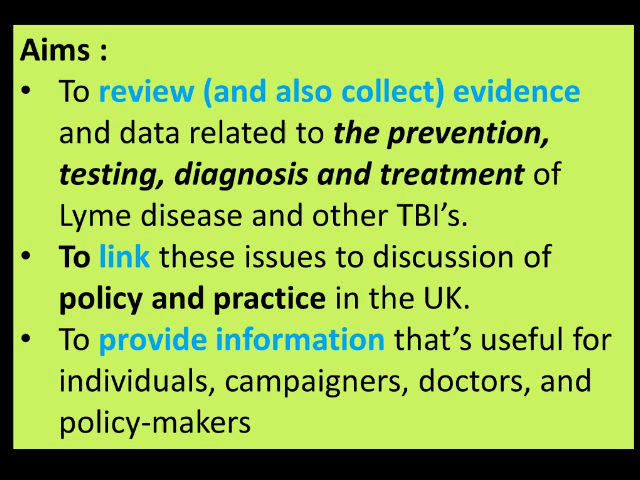 Aims :
• To review (and also collect) evidence
and data related to the prevention,
testing, diagnosis and treatment of
Lyme disease and other TBI’s.
• To link these issues to discussion of
policy and practice in the UK.
• To provide information that’s useful for
individuals, campaigners, doctors, and
policy-makers